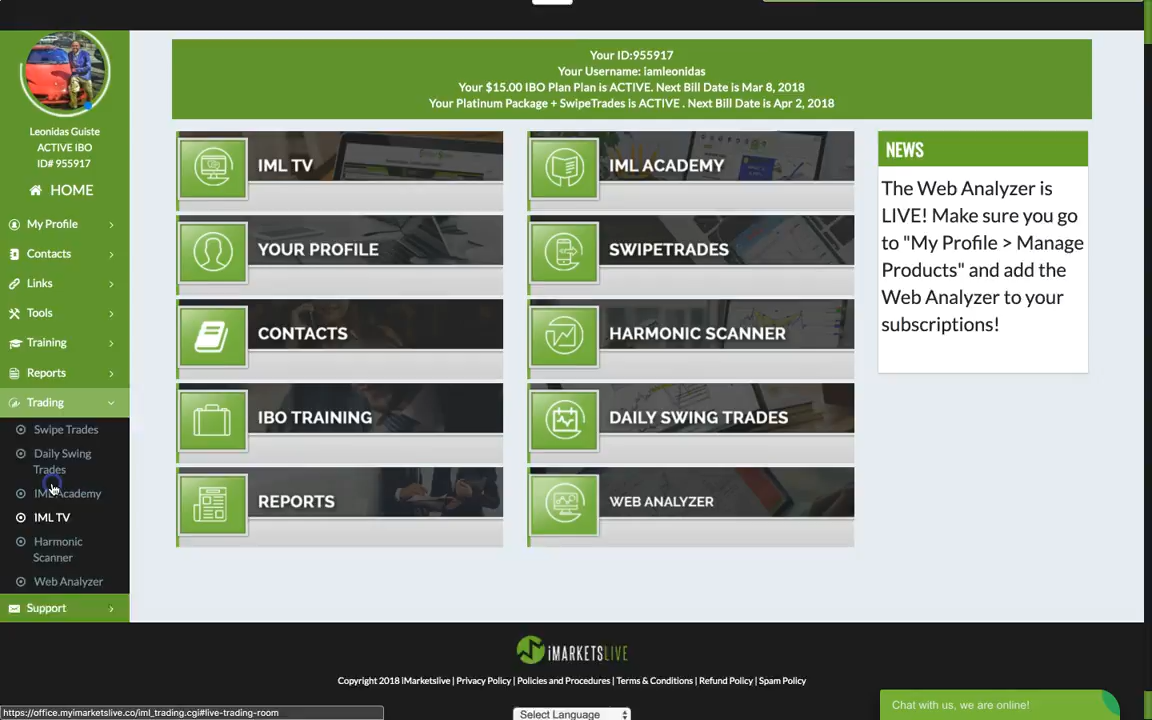 Your ID:955917
Your Username: iamleonidas
Your $15.00 IBO Plan Plan is ACTIVE. Next Bill Date is Mar 8, 2018
Your Platinum Package + SwipeTrades is ACTIVE . Next Bill Date is Apr 2, 2018
Leonidas Guiste
ACTIVE IBO
ID# 955917
HOME
My Profile
Contacts
Links
Tools
Training
Reports
Trading
Swipe Trades
Daily Swing
Trades
IML Academy
IML TV
Harmonic
Scanner
Web Analyzer
Support
IML TV
IML ACADEMY
YOUR PROFILE
SWIPETRADES
CONTACTS
HARMONIC SCANNER
IBO TRAINING
DAILY SWING TRADES
REPORTS
WEB ANALYZER
NEWS
The Web Analyzer is
LIVE! Make sure you go
to "My Profile > Manage
Products" and add the
Web Analyzer to your
subscriptions!
iMARKETSLIVE
Copyright 2018 iMarketslive | Privacy Policy | Policies and Procedures | Terms & Conditions | Refund Policy | Spam Policy
https://office.myimarketslive.co/iml_trading.cgi#live-trading-room
Select Language
Chat with us, we are online!